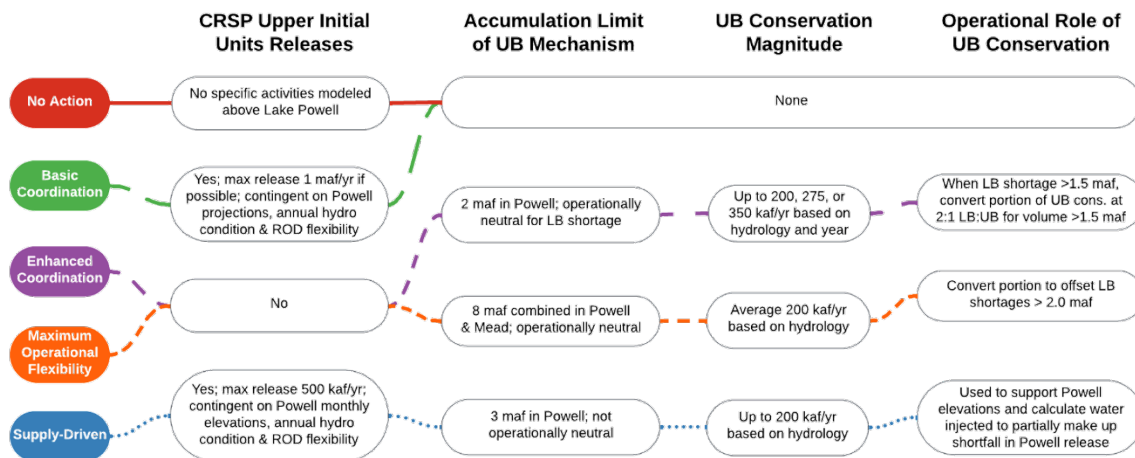 CRSP Upper Initial
Units Releases
Accumulation Limit
of UB Mechanism
UB Conservation
Magnitude
Operational Role of
UB Conservation
No Action
No specific activities modeled
above Lake Powell
None
Basic
Coordination
Yes; max release 1 maf/yr if
possible; contingent on Powell
projections, annual hydro
condition & ROD flexibility
2 maf in Powell; operationally
neutral for LB shortage
Up to 200, 275, or
350 kaf/yr based on
hydrology and year
When LB shortage >1.5 maf,
convert portion of UB cons. at
2:1 LB:UB for volume >1.5 maf
Enhanced
Coordination
No
Maximum
Operational
Flexibility
8 maf combined in Powell
& Mead; operationally neutral
Average 200 kaf/yr
based on hydrology
Convert portion to offset LB
shortages > 2.0 maf
Supply-Driven
Yes; max release 500 kaf/yr;
contingent on Powell monthly
elevations, annual hydro
condition & ROD flexibility
3 maf in Powell; not
operationally neutral
Up to 200 kaf/yr
based on hydrology
Used to support Powell
elevations and calculate water
injected to partially make up
shortfall in Powell release